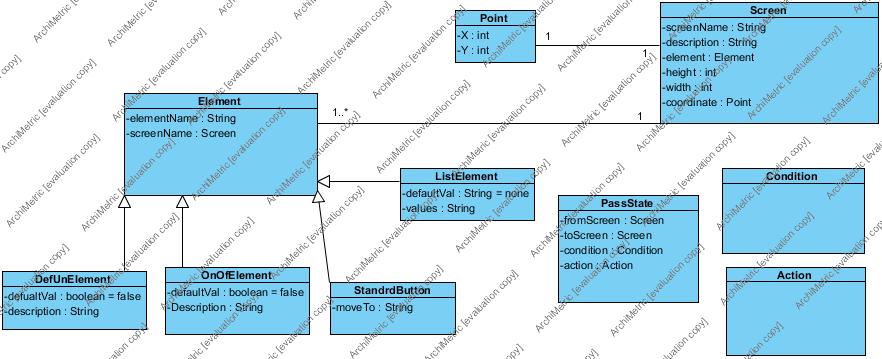 Point
-X : int
-Y : int
1
1
Screen
-screenName : String
-description : String
-element : Element
-height : int
-width : int
-coordinate : Point
Element
-elementName : String
-screenName : Screen
1..*
1
ListElement
-defaultVal : String = none
-values : String
PassState
-fromScreen : Screen
-toScreen : Screen
-condition : Condition
-action : Action
Condition
Action
DefUnElement
-defualtVal : boolean = false
-description : String
OnOfElement
-defaultVal : boolean = false
-Description : String
StandrdButton
-moveTo : String
ArchiMetric [evaluation copy]